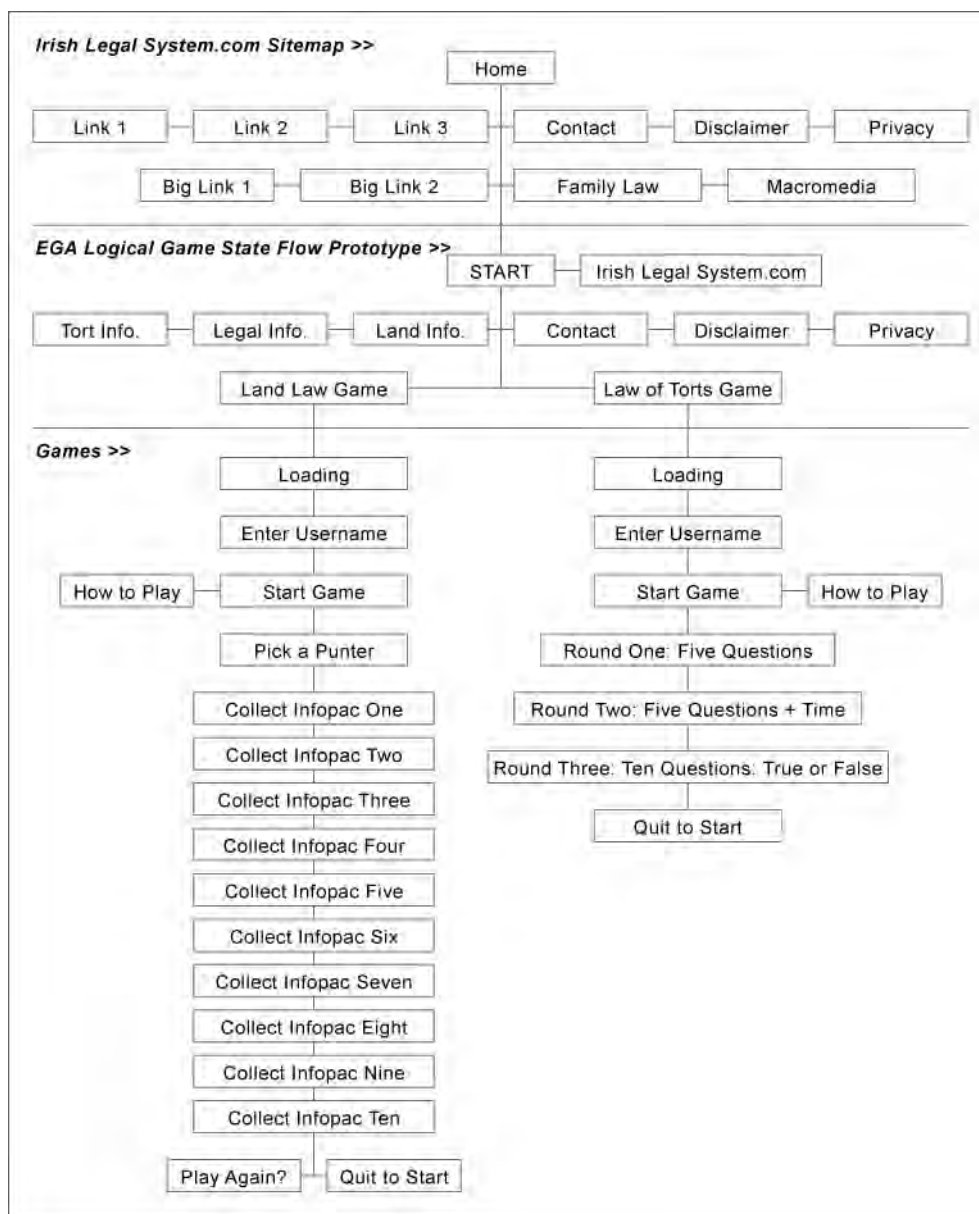 Irish Legal System.com Sitemap >>
Home
Link 1
Link 2
Link 3
Contact
Disclaimer
Privacy
Big Link 1
Big Link 2
Family Law
Macromedia
EGA Logical Game State Flow Prototype >>
START
Irish Legal System.com
Tort Info.
Legal Info.
Land Info.
Contact
Disclaimer
Privacy
Land Law Game
Law of Torts Game
Games >>
Loading
Enter Username
How to Play
Start Game
Pick a Punter
Collect Infopac One
Collect Infopac Two
Collect Infopac Three
Collect Infopac Four
Collect Infopac Five
Collect Infopac Six
Collect Infopac Seven
Collect Infopac Eight
Collect Infopac Nine
Collect Infopac Ten
Play Again?
Quit to Start
Loading
Enter Username
Start Game
How to Play
Round One: Five Questions
Round Two: Five Questions + Time
Round Three: Ten Questions: True or False
Quit to Start